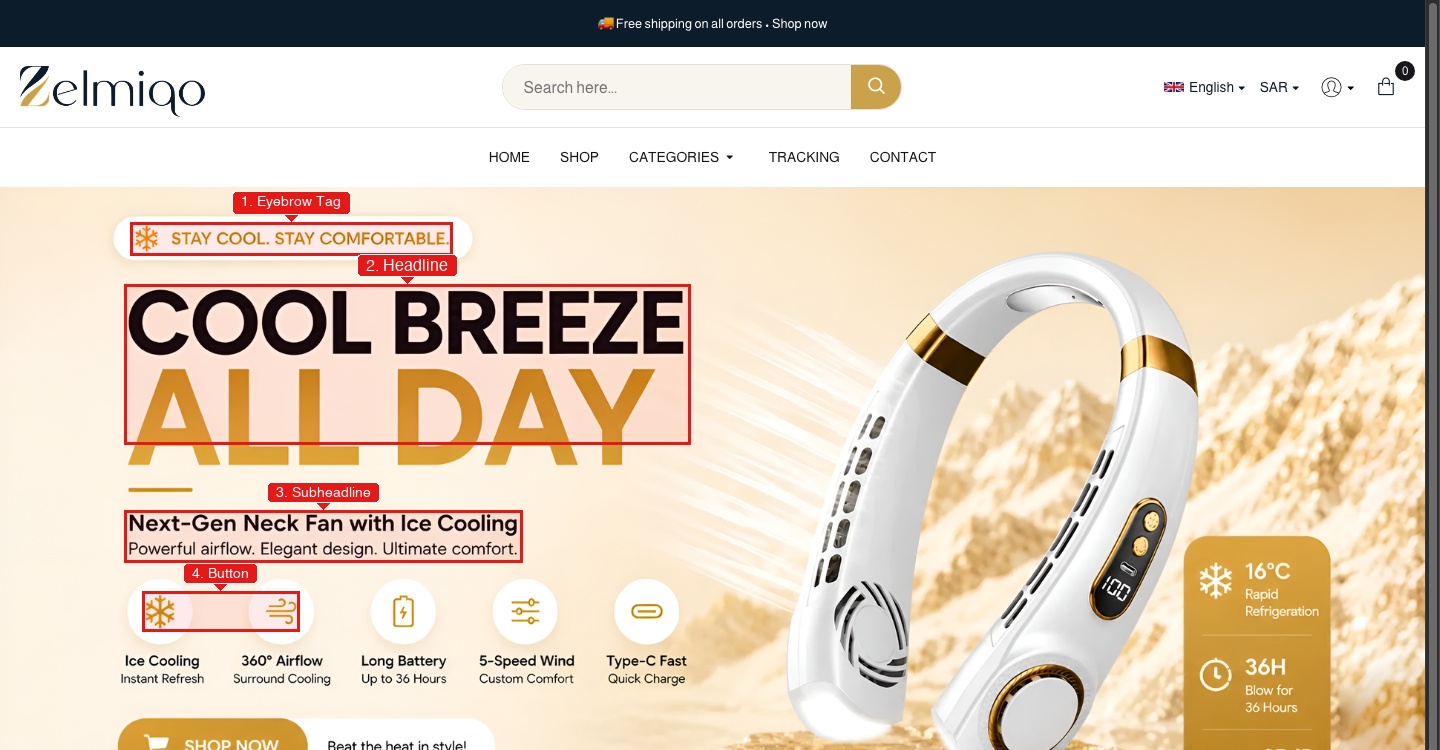 🚚Free shipping on all orders • Shop now
Zelmiqo
Search here...
English
SAR
0
HOME
SHOP
CATEGORIES
TRACKING
CONTACT
1. Eyebrow Tag
STAY COOL. STAY COMFORTABLE.
2. Headline
COOL BREEZE
ALL DAY
3. Subheadline
Next-Gen Neck Fan with Ice Cooling
Powerful airflow. Elegant design. Ultimate comfort.
4. Button
Ice Cooling
Instant Refresh
360° Airflow
Surround Cooling
Long Battery
Up to 36 Hours
5-Speed Wind
Custom Comfort
Type-C Fast
Quick Charge
SHOP NOW
Beat the heat in style!
100
16°C
Rapid
Refrigeration
36H
Blow for
36 Hours